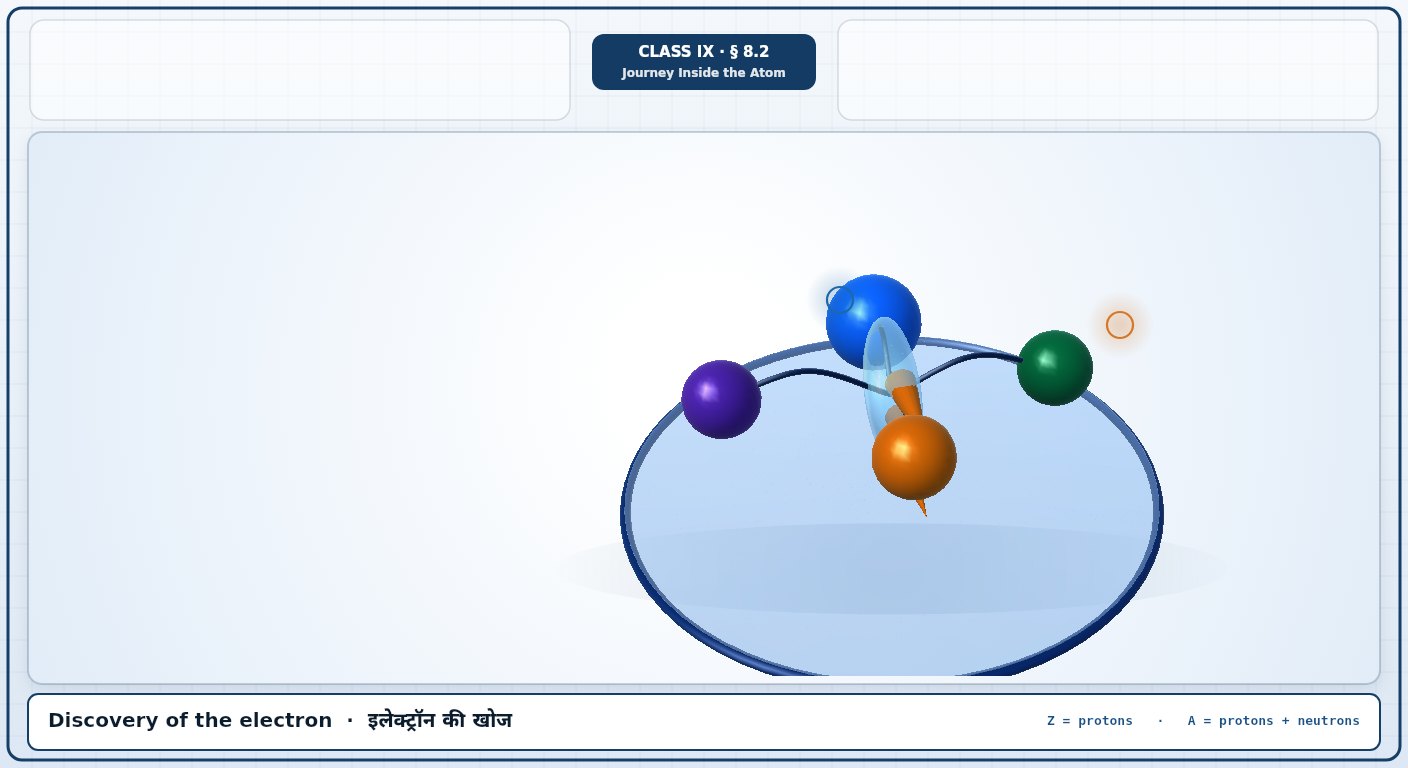 CLASS IX · § 8.2
Journey Inside the Atom
Discovery of the electron · इलेक्ट्रॉन की खोज
Z = protons · A = protons + neutrons